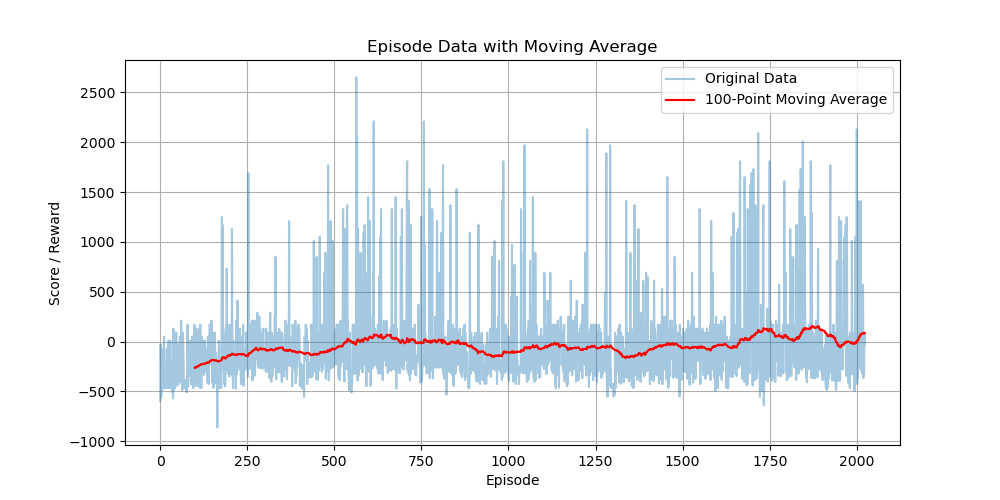 Episode Data with Moving Average
Original Data
100-Point Moving Average
Score / Reward
2500
2000
1500
1000
500
0
−500
−1000
0 250 500 750 1000 1250 1500 1750 2000
Episode